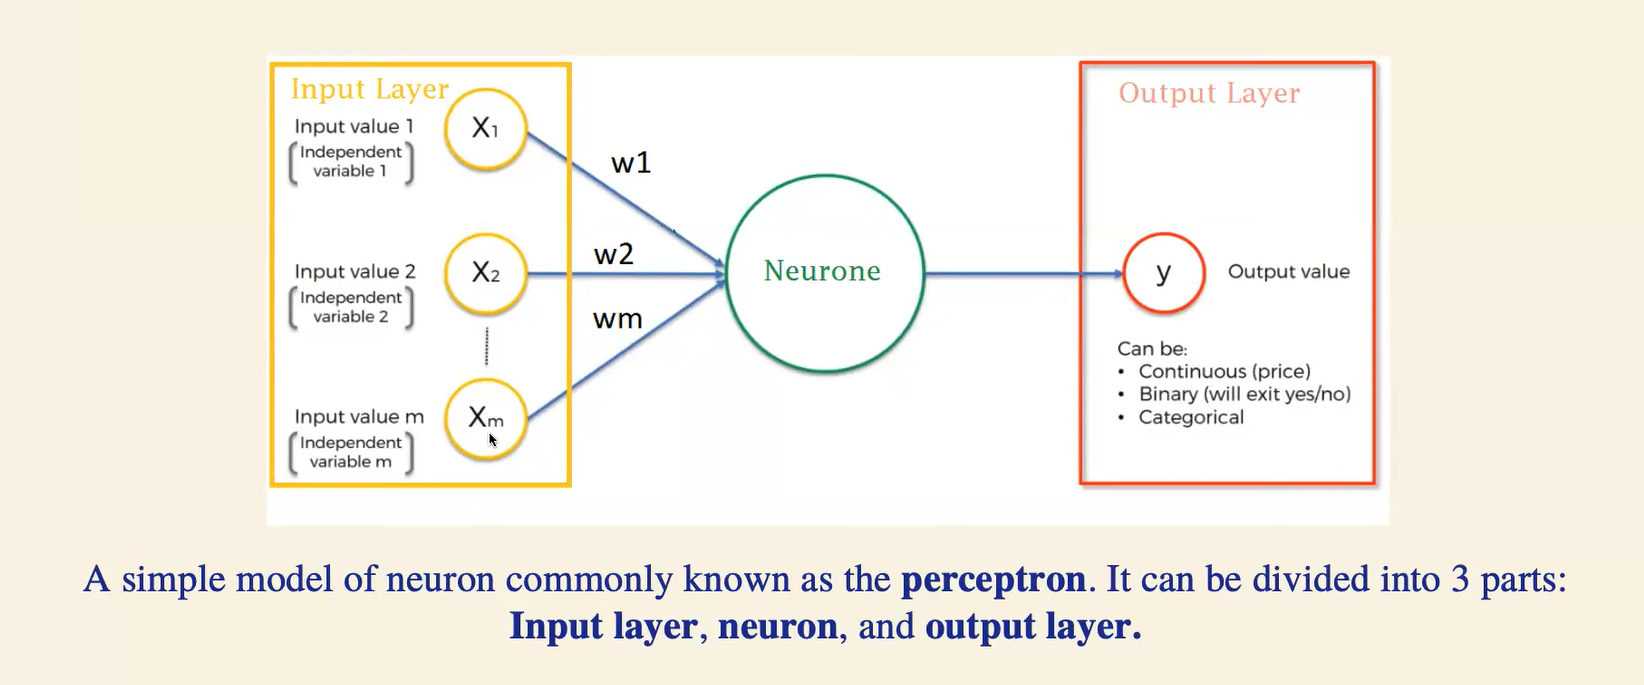 Input Layer
Input value 1
Independent
variable 1
X1
Input value 2
Independent
variable 2
X2
Input value m
Independent
variable m
Xm
w1
w2
wm
Neurone
Output Layer
y
Output value
Can be:
• Continuous (price)
• Binary (will exit yes/no)
• Categorical
A simple model of neuron commonly known as the perceptron. It can be divided into 3 parts:
Input layer, neuron, and output layer.